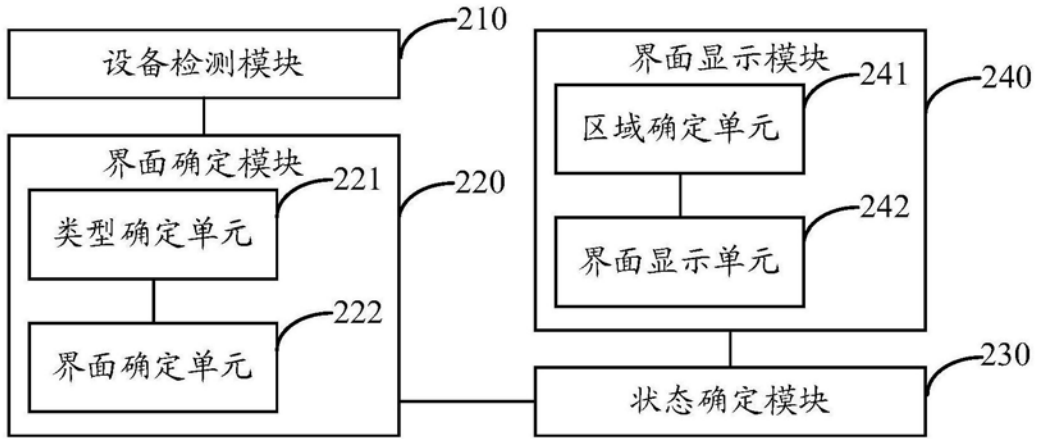 设备检测模块
210
界面确定模块
220
类型确定单元
221
界面确定单元
222
界面显示模块
240
区域确定单元
241
界面显示单元
242
状态确定模块
230